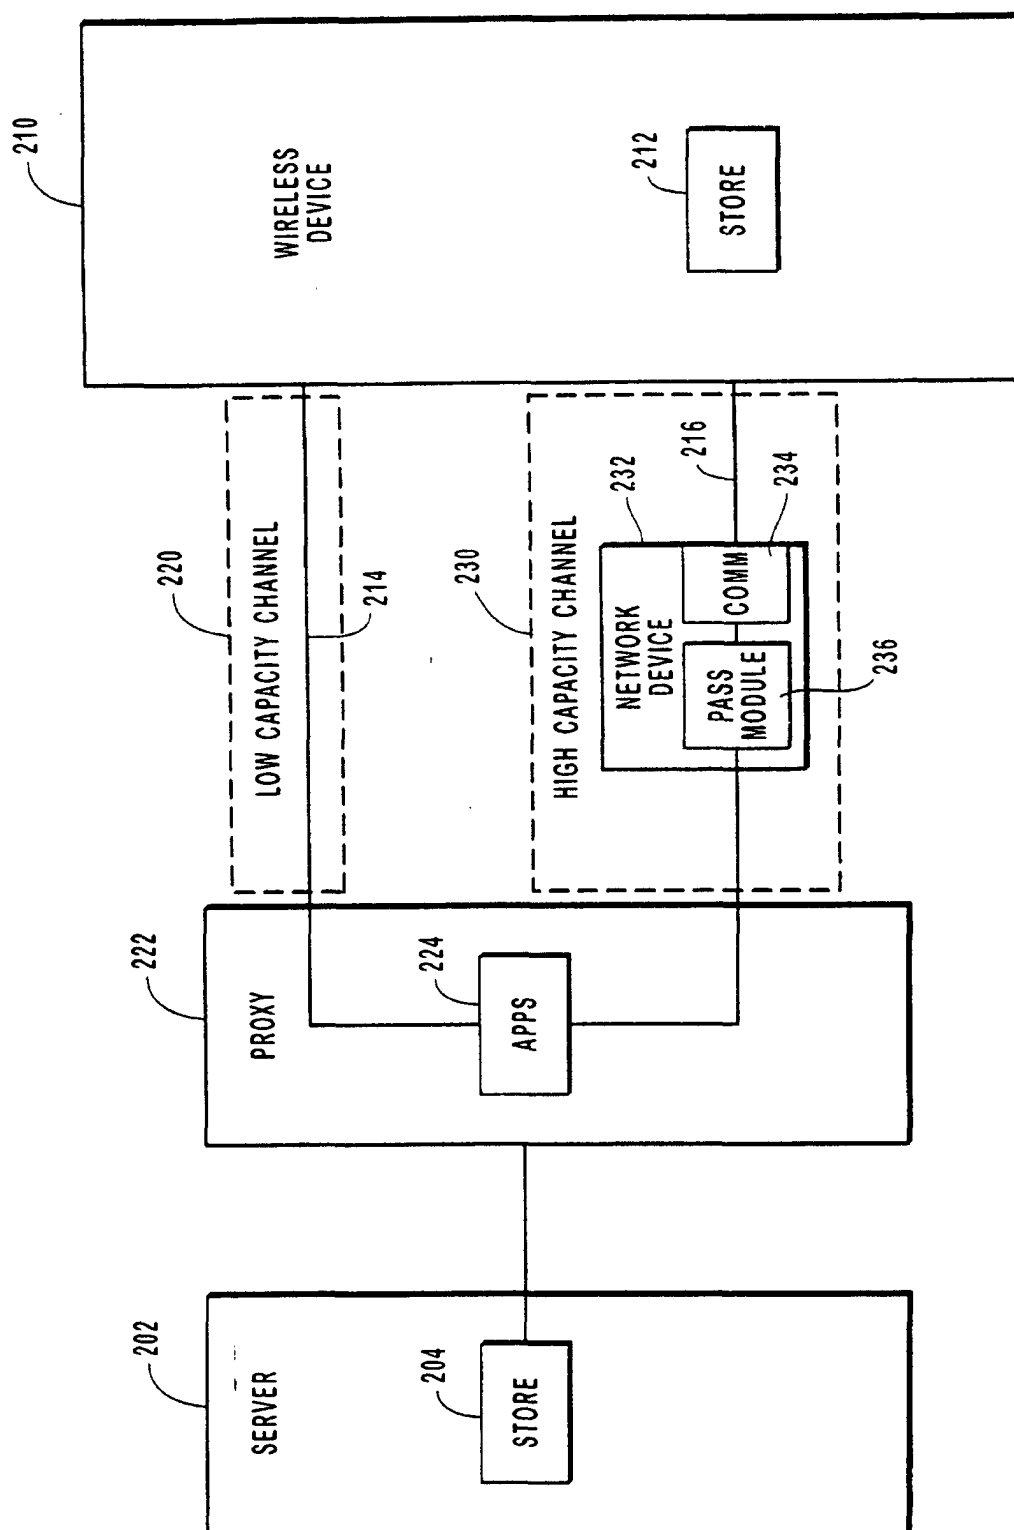 202
SERVER
204
STORE
222
PROXY
224
APPS
220
LOW CAPACITY CHANNEL
214
230
HIGH CAPACITY CHANNEL
232
NETWORK
DEVICE
PASS
MODULE
236
COMM
234
216
210
WIRELESS
DEVICE
212
STORE